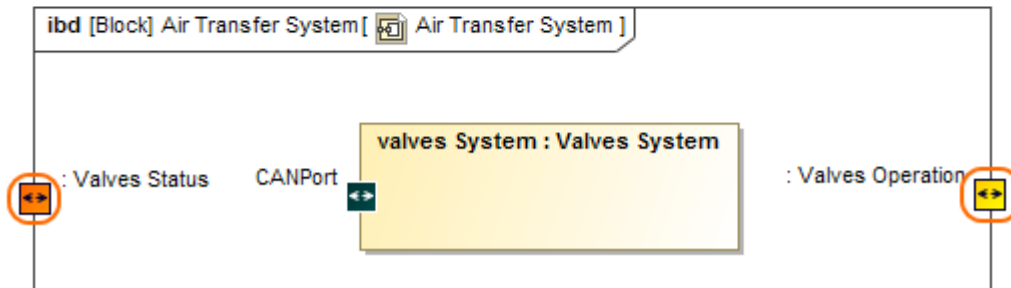 ibd [Block] Air Transfer System[ Air Transfer System ]
valves System : Valves System
: Valves Status
CANPort
: Valves Operation